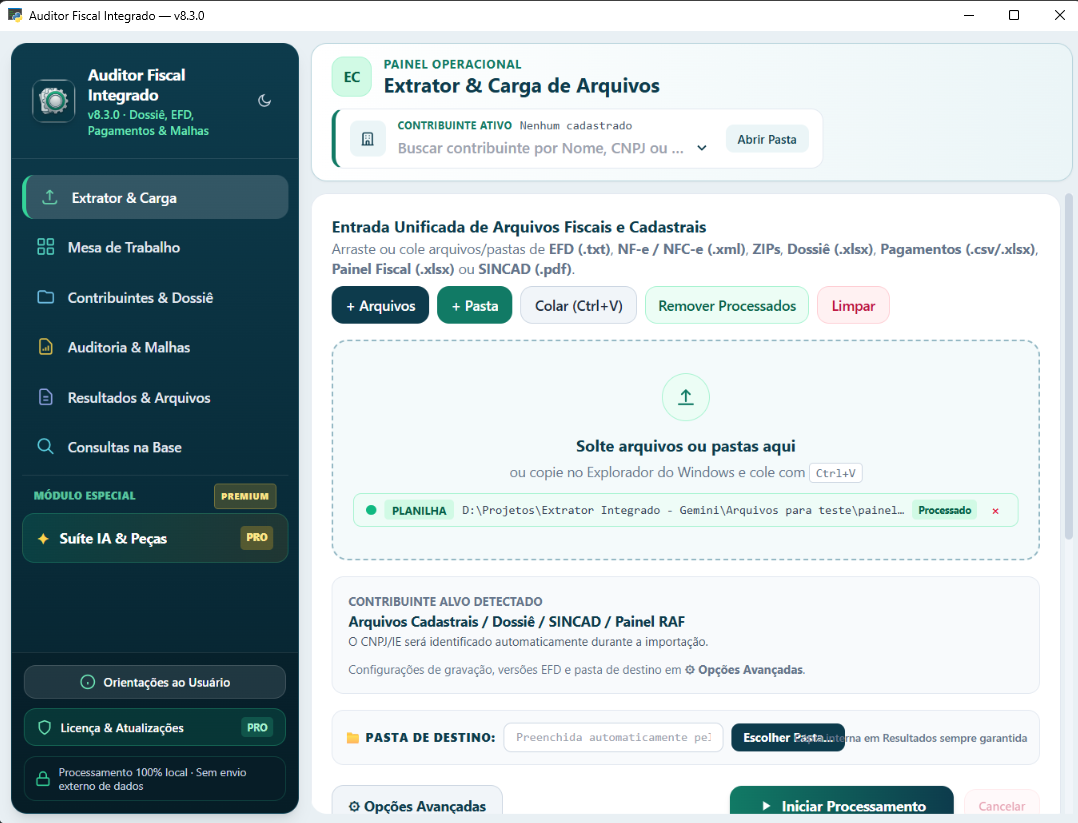 Auditor Fiscal Integrado — v8.3.0
Auditor Fiscal
Integrado
v8.3.0 · Dossiê, EFD,
Pagamentos & Malhas
Extrator & Carga
Mesa de Trabalho
Contribuintes & Dossiê
Auditoria & Malhas
Resultados & Arquivos
Consultas na Base
MÓDULO ESPECIAL
PREMIUM
Suíte IA & Peças
PRO
Orientações ao Usuário
Licença & Atualizações
PRO
Processamento 100% local · Sem envio
externo de dados
EC
PAINEL OPERACIONAL
Extrator & Carga de Arquivos
CONTRIBUINTE ATIVO Nenhum cadastrado
Buscar contribuinte por Nome, CNPJ ou ...
Abrir Pasta
Entrada Unificada de Arquivos Fiscais e Cadastrais
Arraste ou cole arquivos/pastas de EFD (.txt), NF-e / NFC-e (.xml), ZIPs, Dossiê (.xlsx), Pagamentos (.csv/.xlsx),
Painel Fiscal (.xlsx) ou SINCAD (.pdf).
+ Arquivos
+ Pasta
Colar (Ctrl+V)
Remover Processados
Limpar
Solte arquivos ou pastas aqui
ou copie no Explorador do Windows e cole com Ctrl+V
PLANILHA D:\Projetos\Extrator Integrado - Gemini\Arquivos para teste\painel… Processado ×
CONTRIBUINTE ALVO DETECTADO
Arquivos Cadastrais / Dossiê / SINCAD / Painel RAF
O CNPJ/IE será identificado automaticamente durante a importação.
Configurações de gravação, versões EFD e pasta de destino em ⚙ Opções Avançadas.
PASTA DE DESTINO:
Preenchida automaticamente
Escolher Pasta...
interna em Resultados sempre garantida
⚙ Opções Avançadas
Iniciar Processamento
Cancelar